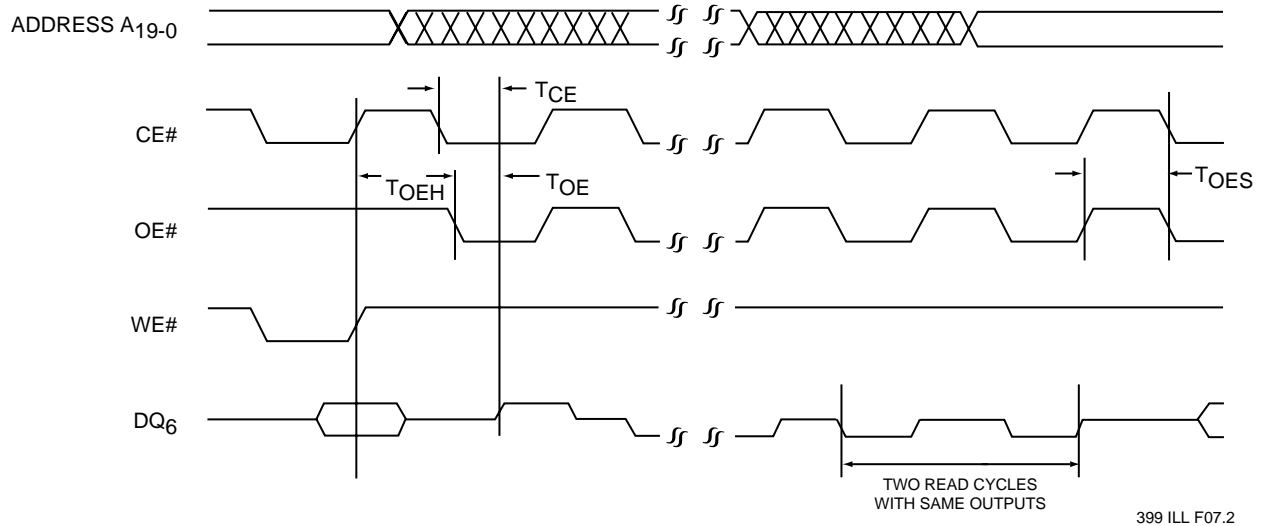 ADDRESS A19-0
TCE
CE#
TOEH
TOE
TOES
OE#
WE#
DQ6
TWO READ CYCLES
WITH SAME OUTPUTS
399 ILL F07.2